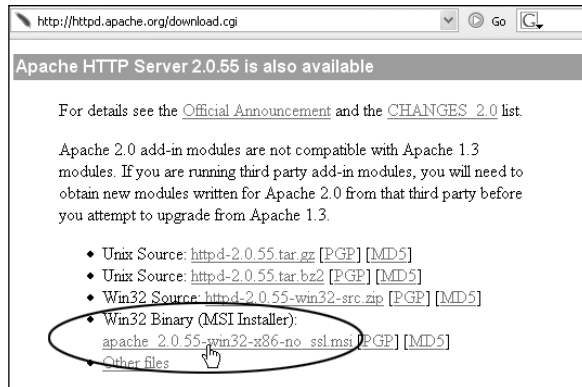 http://httpd.apache.org/download.cgi Go G
Apache HTTP Server 2.0.55 is also available
For details see the Official Announcement and the CHANGES_2.0 list.
Apache 2.0 add-in modules are not compatible with Apache 1.3
modules. If you are running third party add-in modules, you will need to
obtain new modules written for Apache 2.0 from that third party before
you attempt to upgrade from Apache 1.3.
• Unix Source: httpd-2.0.55.tar.gz [PGP] [MD5]
• Unix Source: httpd-2.0.55.tar.bz2 [PGP] [MD5]
• Win32 Source: httpd-2.0.55-win32-src.zip [PGP] [MD5]
• Win32 Binary (MSI Installer):
apache_2.0.55-win32-x86-no_ssl.msi [PGP] [MD5]
• Other files